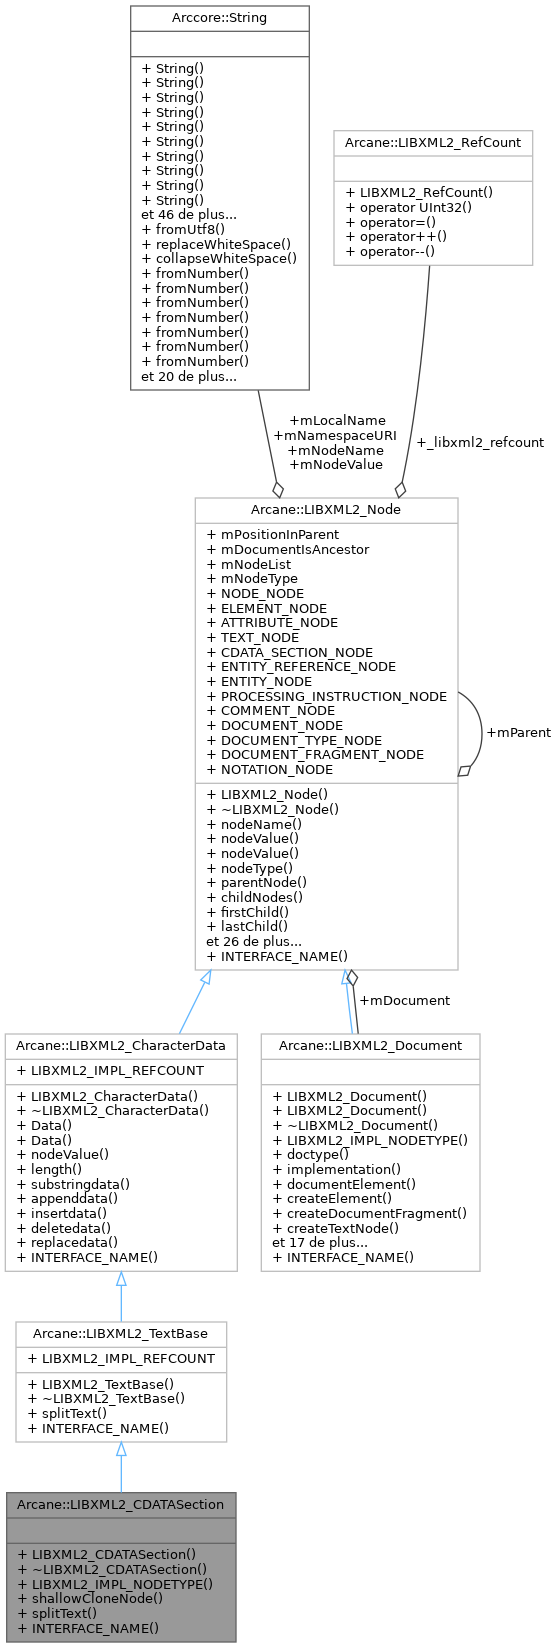 Arccore::String
+ String()
+ String()
+ String()
+ String()
+ String()
+ String()
+ String()
+ String()
+ String()
+ String()
et 46 de plus...
+ fromUtf8()
+ replaceWhiteSpace()
+ collapseWhiteSpace()
+ fromNumber()
+ fromNumber()
+ fromNumber()
+ fromNumber()
+ fromNumber()
+ fromNumber()
+ fromNumber()
et 20 de plus...
Arcane::LIBXML2_RefCount
+ LIBXML2_RefCount()
+ operator UInt32()
+ operator=()
+ operator++()
+ operator--()
+mLocalName
+mNamespaceURI
+mNodeName
+mNodeValue
+_libxml2_refcount
Arcane::LIBXML2_Node
+ mPositionInParent
+ mDocumentIsAncestor
+ mNodeList
+ mNodeType
+ NODE_NODE
+ ELEMENT_NODE
+ ATTRIBUTE_NODE
+ TEXT_NODE
+ CDATA_SECTION_NODE
+ ENTITY_REFERENCE_NODE
+ ENTITY_NODE
+ PROCESSING_INSTRUCTION_NODE
+ COMMENT_NODE
+ DOCUMENT_NODE
+ DOCUMENT_TYPE_NODE
+ DOCUMENT_FRAGMENT_NODE
+ NOTATION_NODE
+ LIBXML2_Node()
+ ~LIBXML2_Node()
+ nodeName()
+ nodeValue()
+ nodeValue()
+ nodeType()
+ parentNode()
+ childNodes()
+ firstChild()
+ lastChild()
et 26 de plus...
+ INTERFACE_NAME()
+mParent
+mDocument
Arcane::LIBXML2_CharacterData
+ LIBXML2_IMPL_REFCOUNT
+ LIBXML2_CharacterData()
+ ~LIBXML2_CharacterData()
+ Data()
+ Data()
+ nodeValue()
+ length()
+ substringdata()
+ appenddata()
+ insertdata()
+ deletedata()
+ replacedata()
+ INTERFACE_NAME()
Arcane::LIBXML2_Document
+ LIBXML2_Document()
+ LIBXML2_Document()
+ ~LIBXML2_Document()
+ LIBXML2_IMPL_NODETYPE()
+ doctype()
+ implementation()
+ documentElement()
+ createElement()
+ createDocumentFragment()
+ createTextNode()
et 17 de plus...
+ INTERFACE_NAME()
Arcane::LIBXML2_TextBase
+ LIBXML2_IMPL_REFCOUNT
+ LIBXML2_TextBase()
+ ~LIBXML2_TextBase()
+ splitText()
+ INTERFACE_NAME()
Arcane::LIBXML2_CDATASection
+ LIBXML2_CDATASection()
+ ~LIBXML2_CDATASection()
+ LIBXML2_IMPL_NODETYPE()
+ shallowCloneNode()
+ splitText()
+ INTERFACE_NAME()